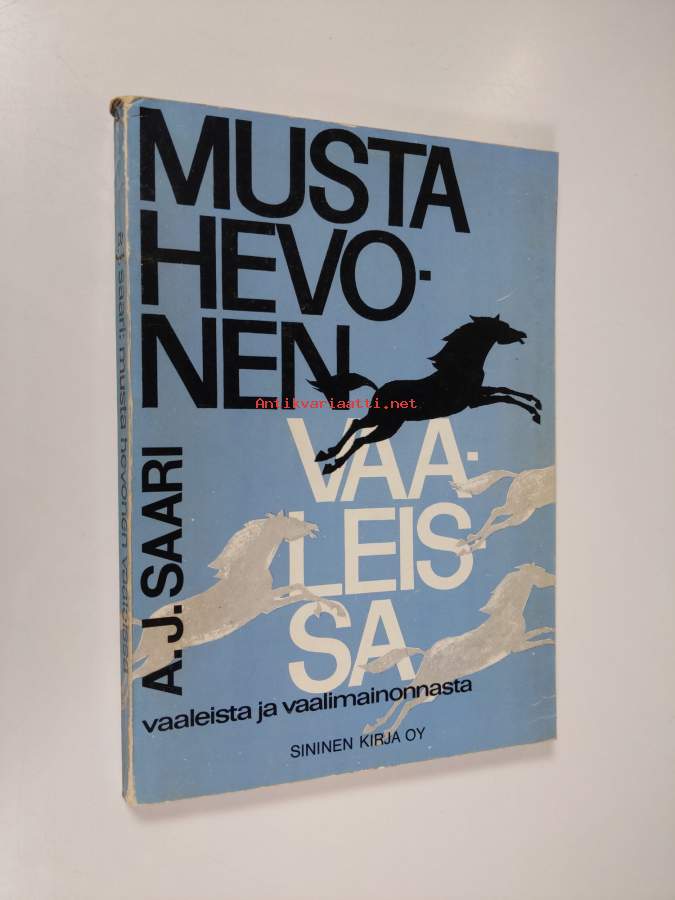 MUSTA
HEVO-
NEN
VAA-
LEIS-
SA
A.J. SAARI
vaaleista ja vaalimainonnasta
SININEN KIRJA OY
a.j. saari: musta hevonen vaaleissa
Antikvariaatti.net